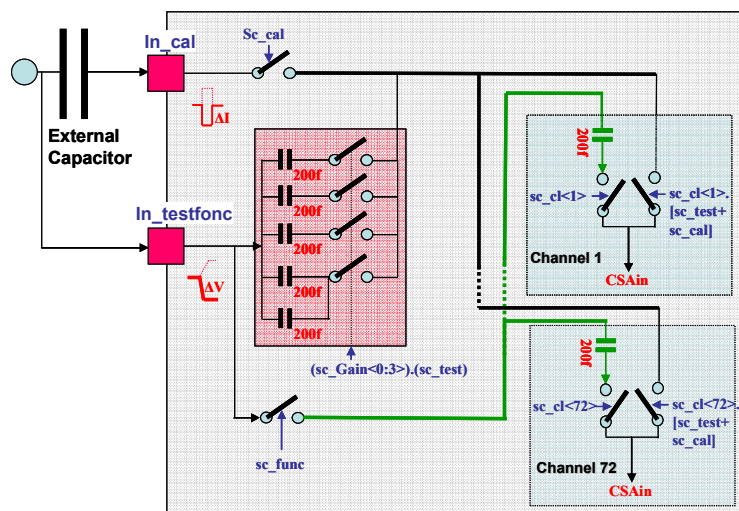 In_cal
Sc_cal
ΔI
External
Capacitor
200f
200f
200f
200f
200f
In_testfonc
ΔV
(sc_Gain<0:3>).(sc_test)
sc_func
200f
sc_cl<1>
sc_cl<1>.
[sc_test+
sc_cal]
Channel 1
CSAin
200f
sc_cl<72>
sc_cl<72>.
[sc_test+
sc_cal]
Channel 72
CSAin